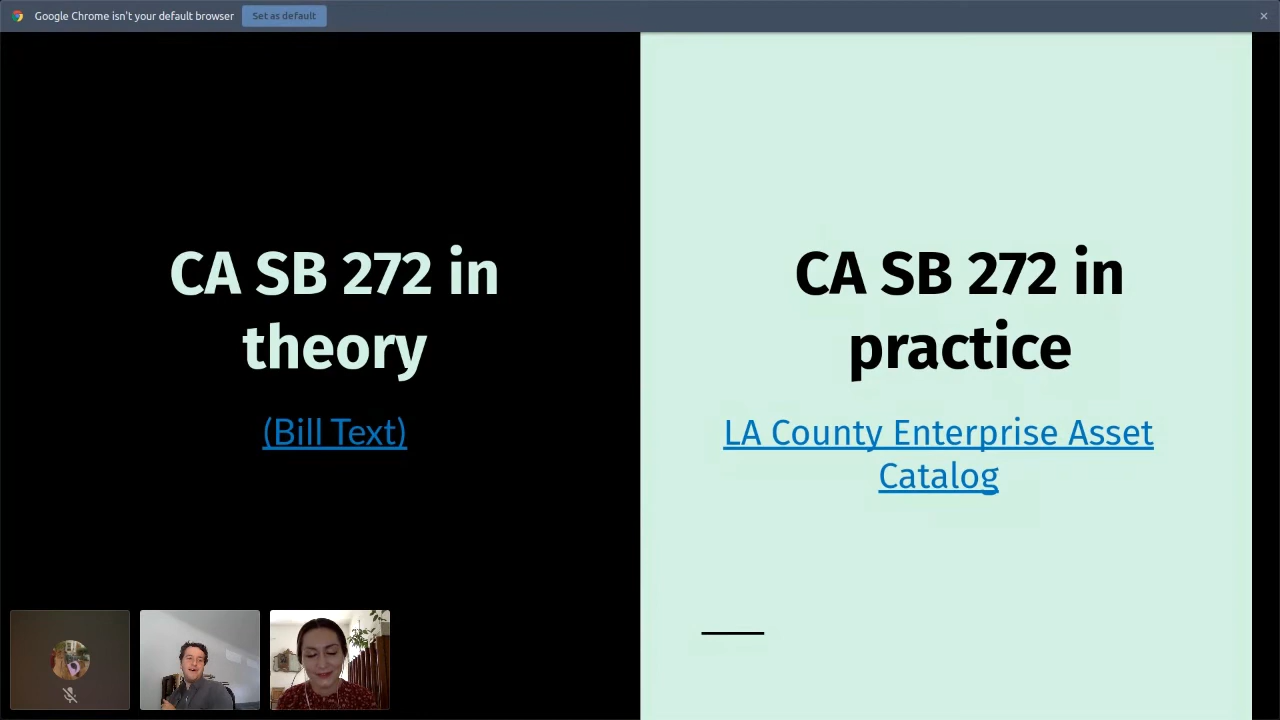 Google Chrome isn't your default browser
Set as default
CA SB 272 in
theory
(Bill Text)
CA SB 272 in
practice
LA County Enterprise Asset
Catalog